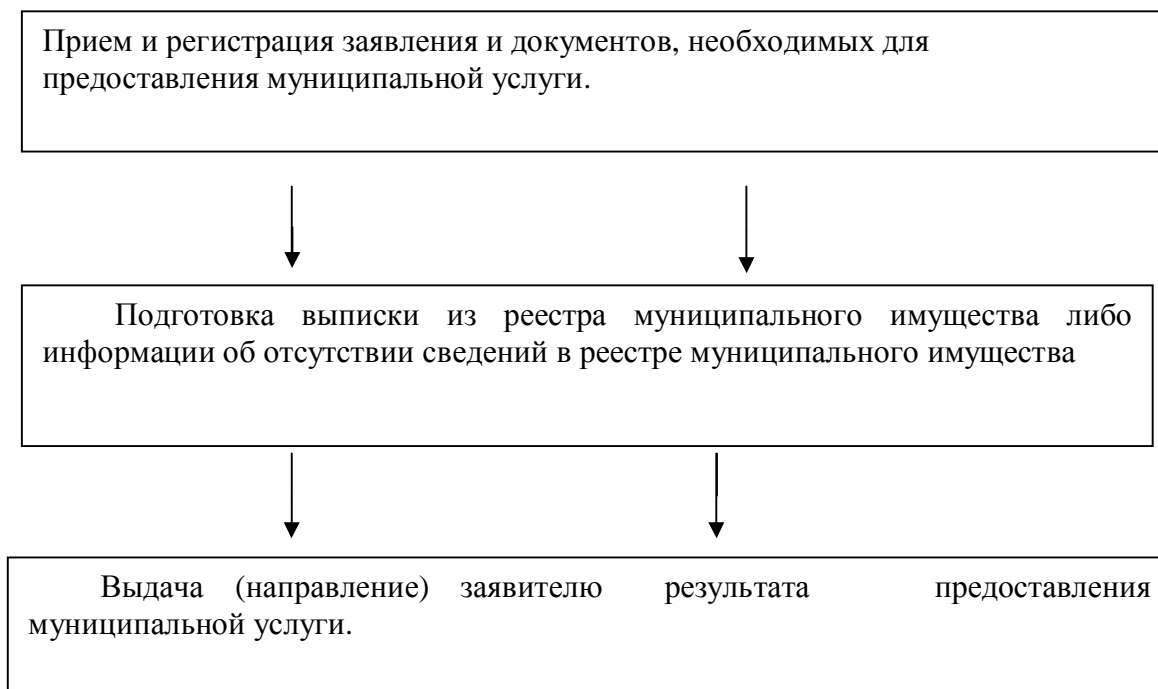 Прием и регистрация заявления и документов, необходимых для
предоставления муниципальной услуги.
Подготовка выписки из реестра муниципального имущества либо
информации об отсутствии сведений в реестре муниципального имущества
Выдача (направление) заявителю результата предоставления
муниципальной услуги.